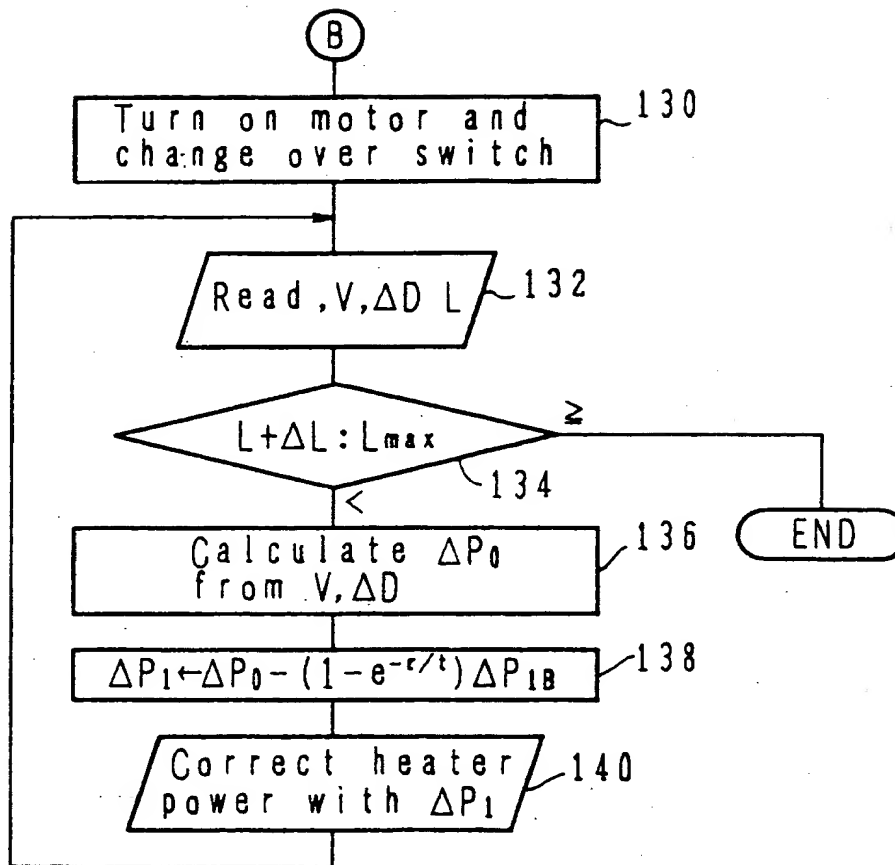 B
Turn on motor and
change over switch
130
Read ,V,ΔD L
132
L+ΔL:Lmax
≧
134
<
END
Calculate ΔP₀
from V,ΔD
136
ΔP₁←ΔP₀-(1-e^-τ/t)ΔP₁B
138
Correct heater
power with ΔP₁
140